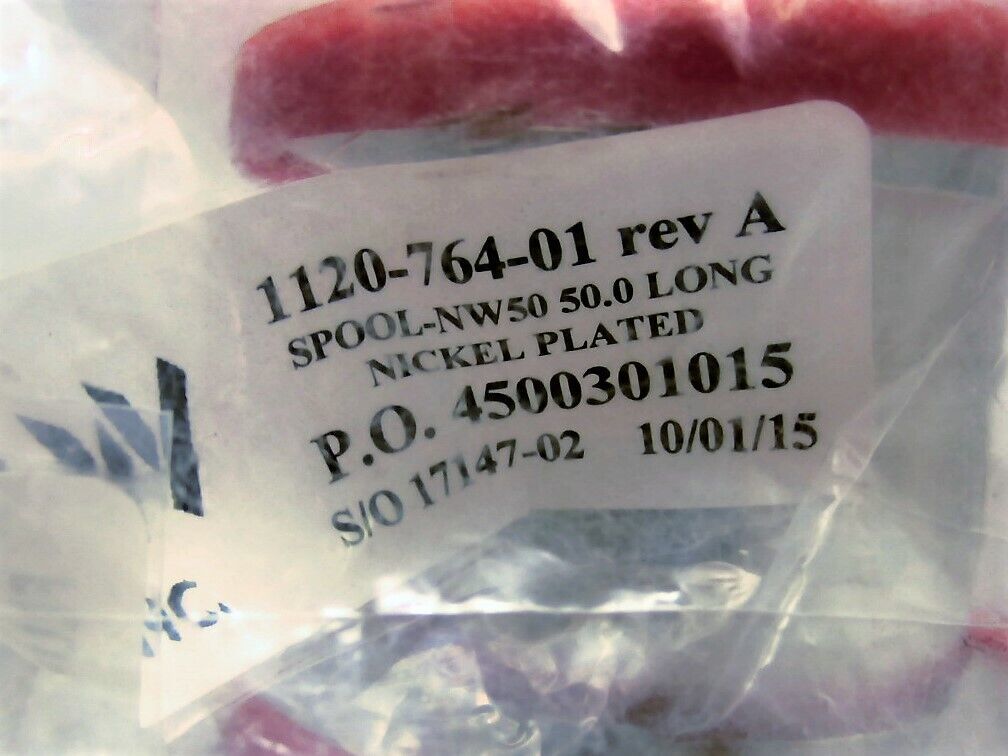 1120-764-01 rev A
SPOOL-NW50 50.0 LONG
NICKEL PLATED
P.O. 4500301015
S/O 17147-02 10/01/15